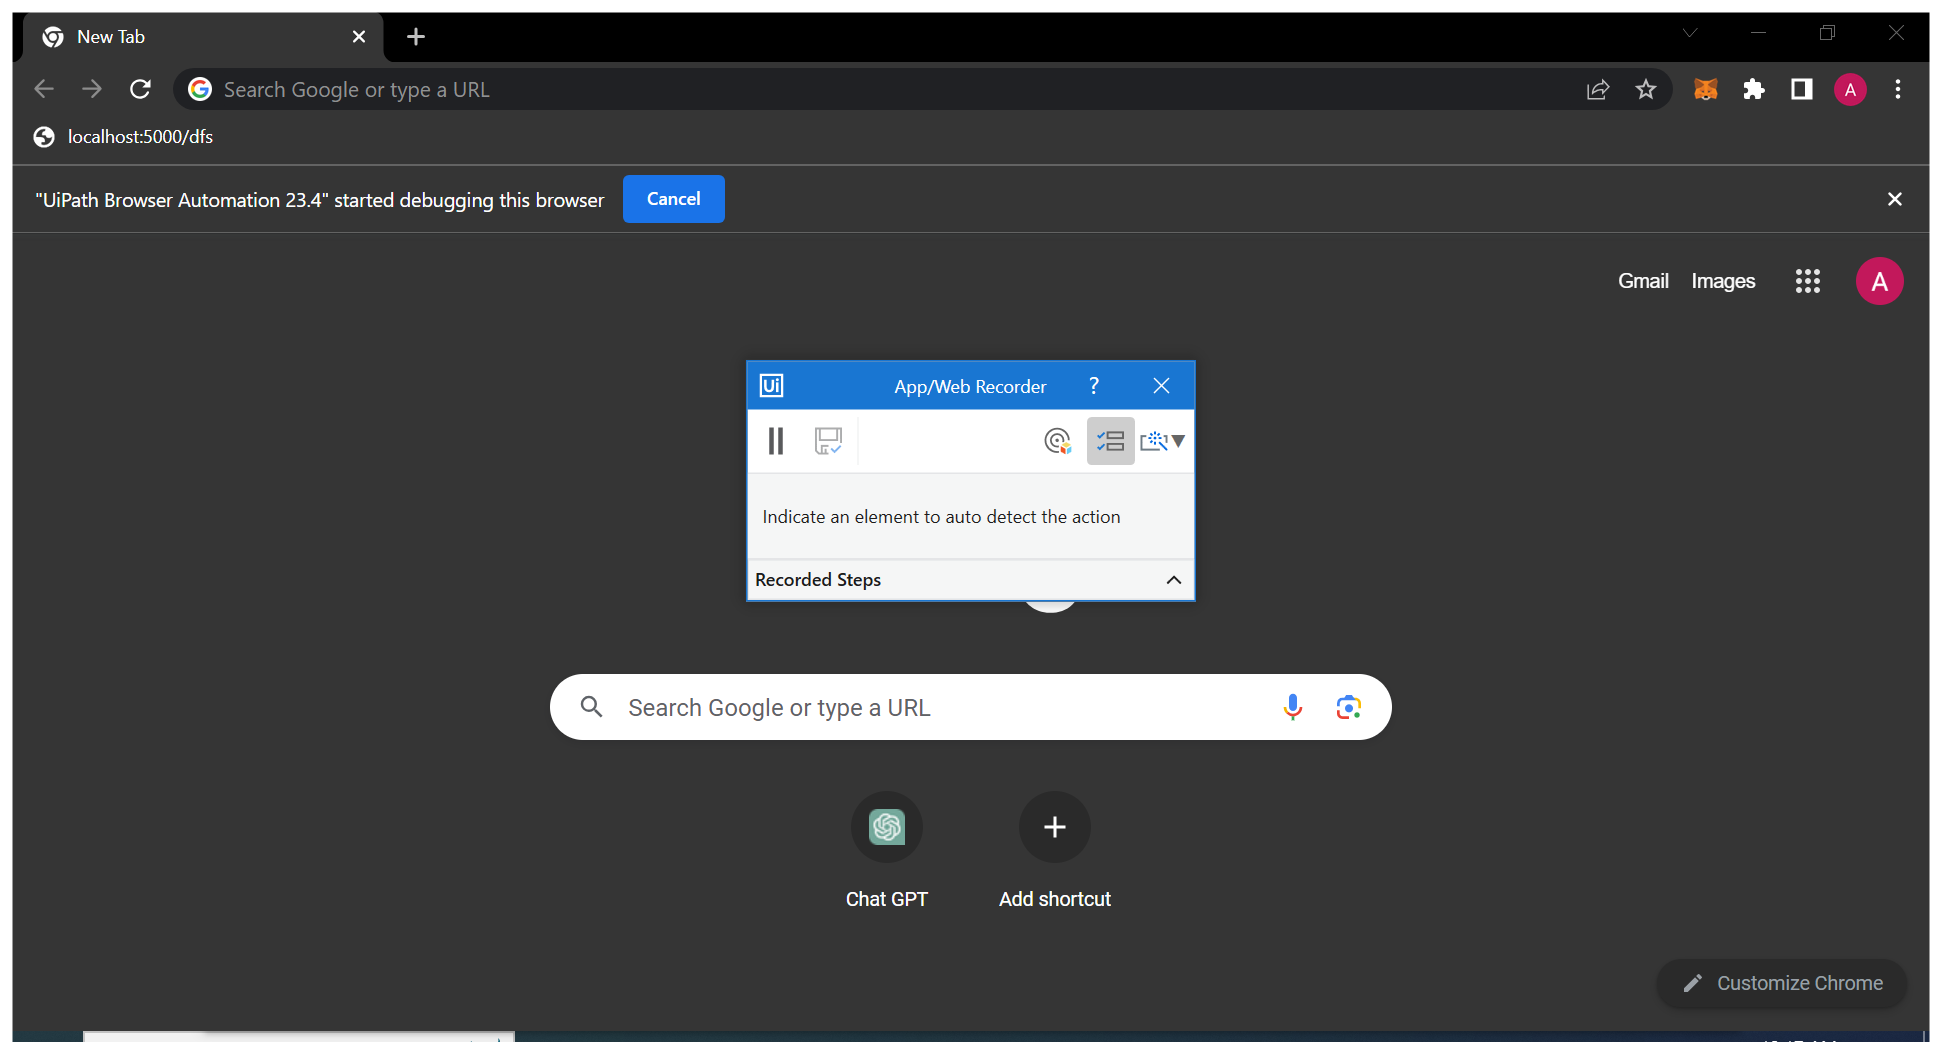 New Tab
Search Google or type a URL
A
localhost:5000/dfs
"UiPath Browser Automation 23.4" started debugging this browser
Cancel
Gmail Images
A
Ui
App/Web Recorder ?
Indicate an element to auto detect the action
Recorded Steps
Search Google or type a URL
Chat GPT
Add shortcut
Customize Chrome